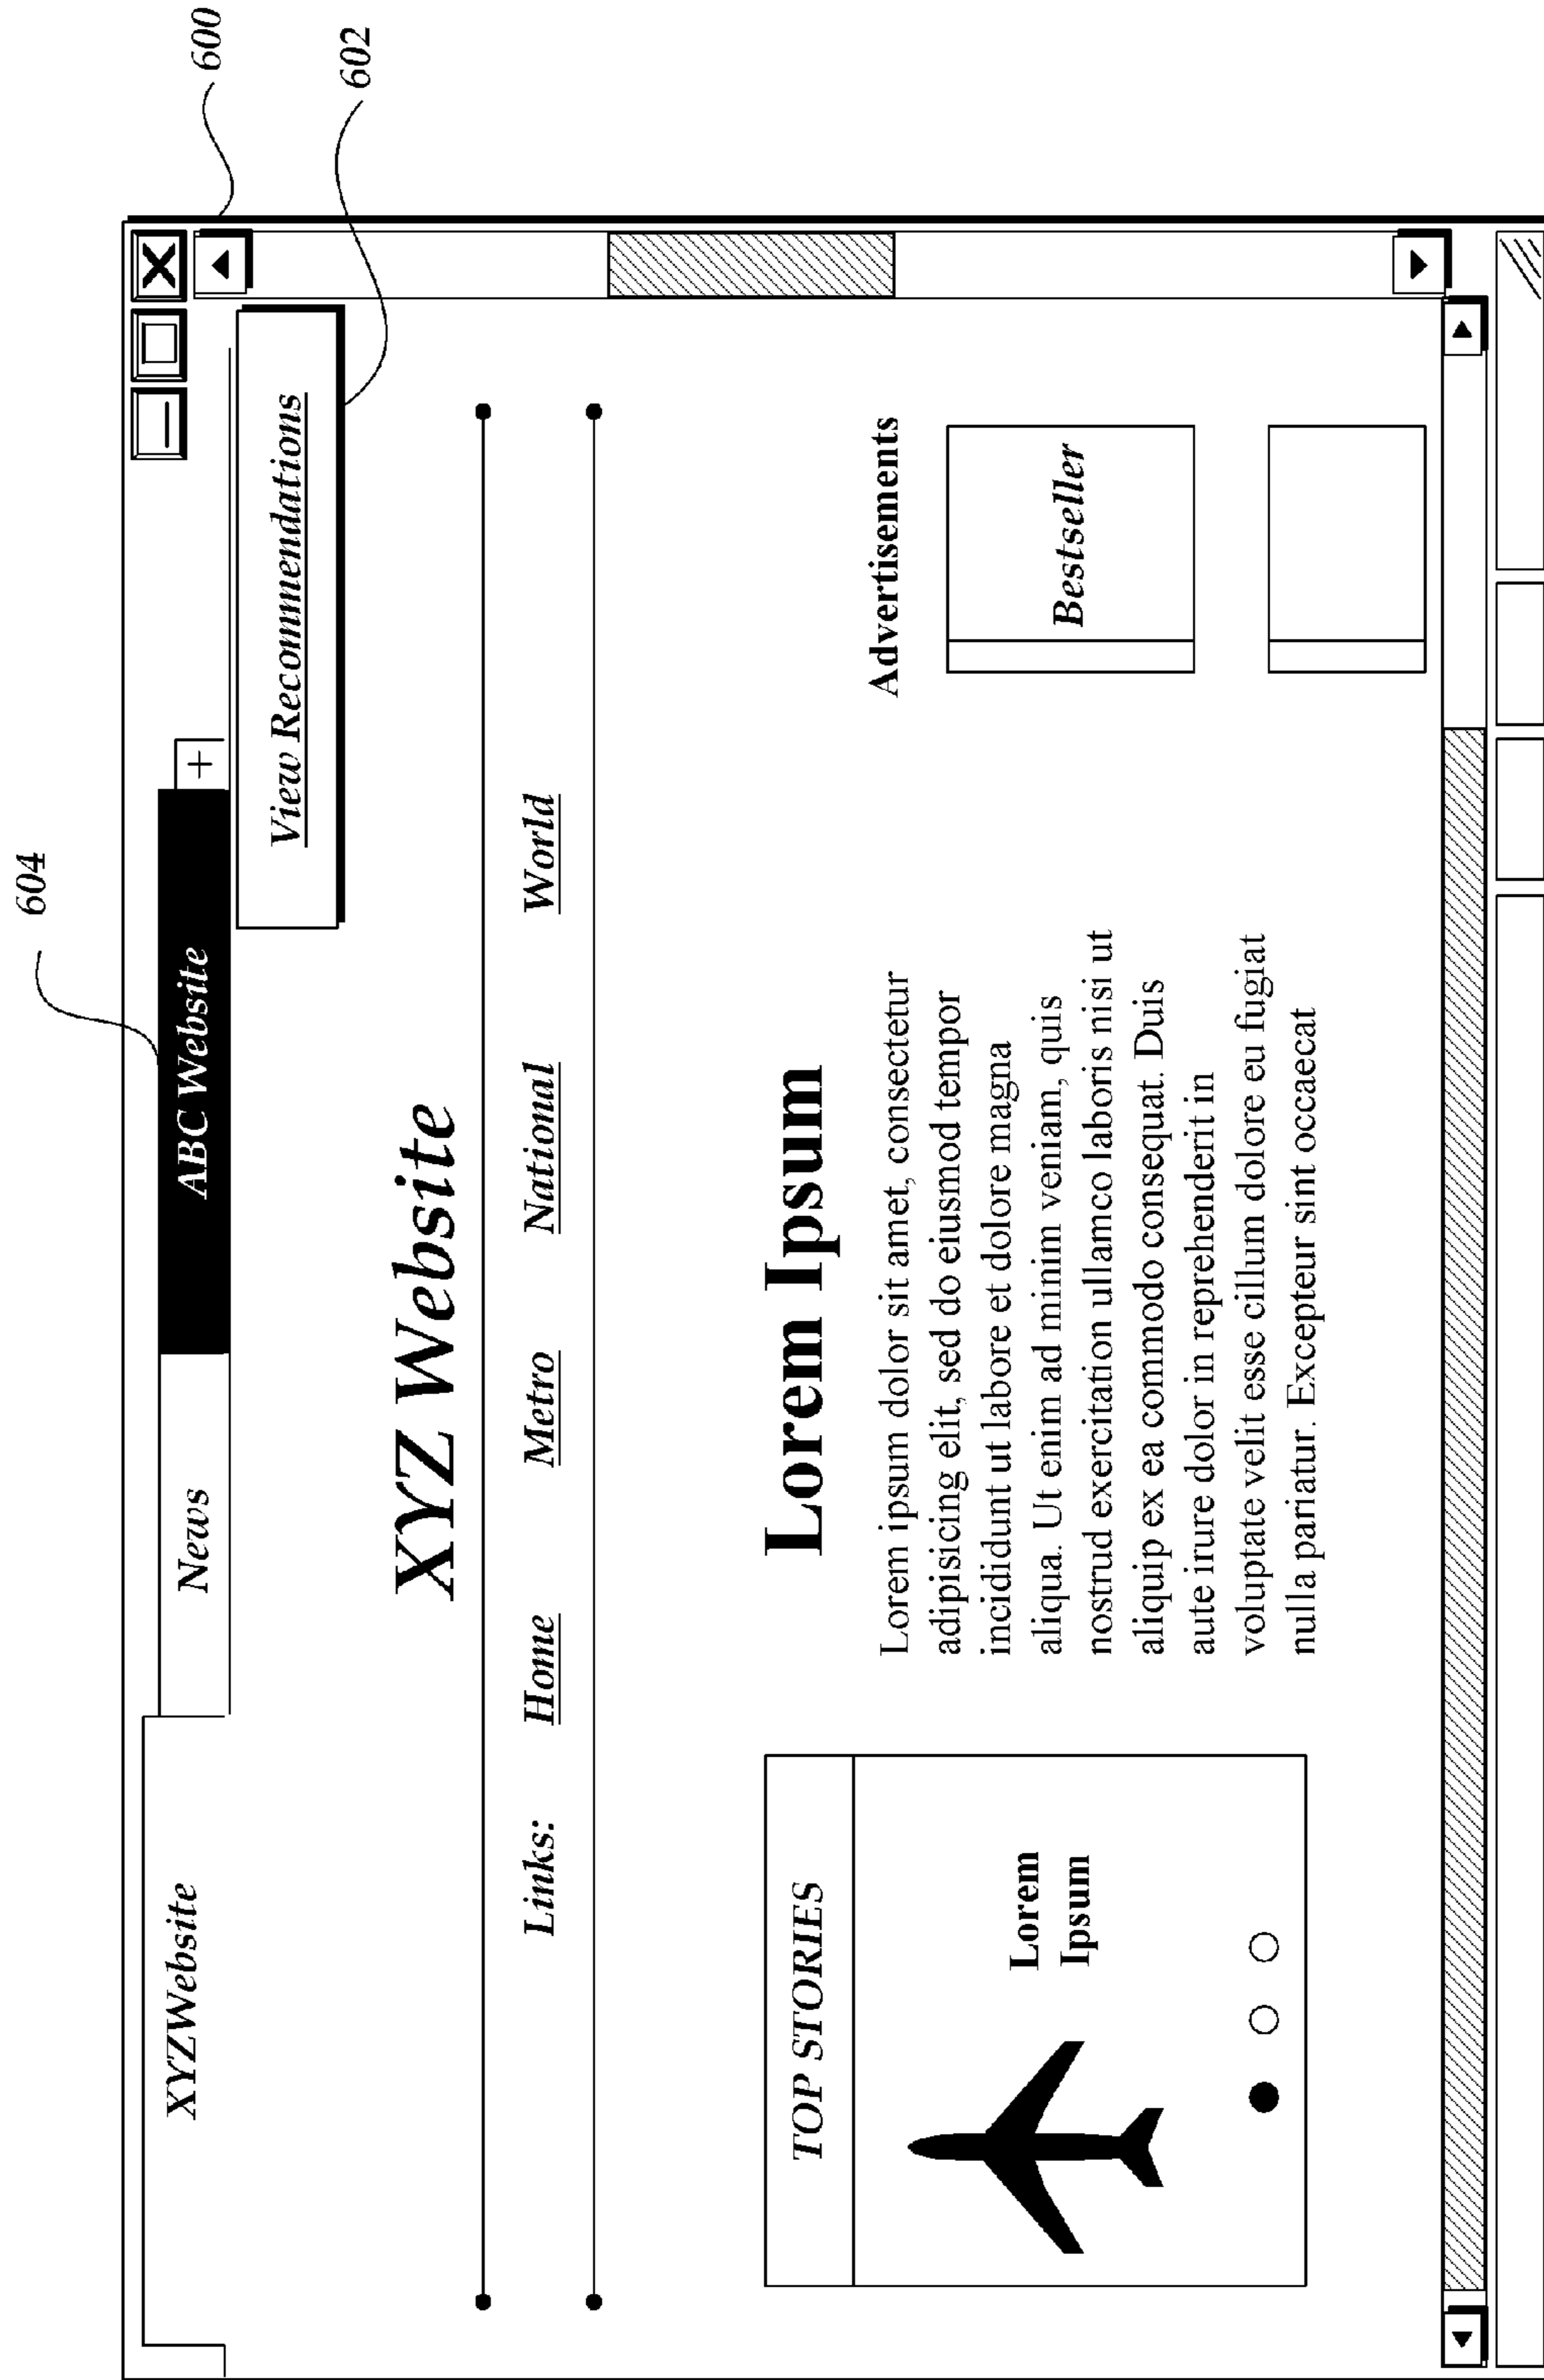 604
600
602
XYZWebsite
News
ABC Website
+
View Recommendations
XYZ Website
Links: Home Metro National World
TOP STORIES
Lorem
Ipsum
Lorem Ipsum
Lorem ipsum dolor sit amet, consectetur
adipisicing elit, sed do eiusmod tempor
incididunt ut labore et dolore magna
aliqua. Ut enim ad minim veniam, quis
nostrud exercitation ullamco laboris nisi ut
aliquip ex ea commodo consequat. Duis
aute irure dolor in reprehenderit in
voluptate velit esse cillum dolore eu fugiat
nulla pariatur. Excepteur sint occaecat
Advertisements
Bestseller